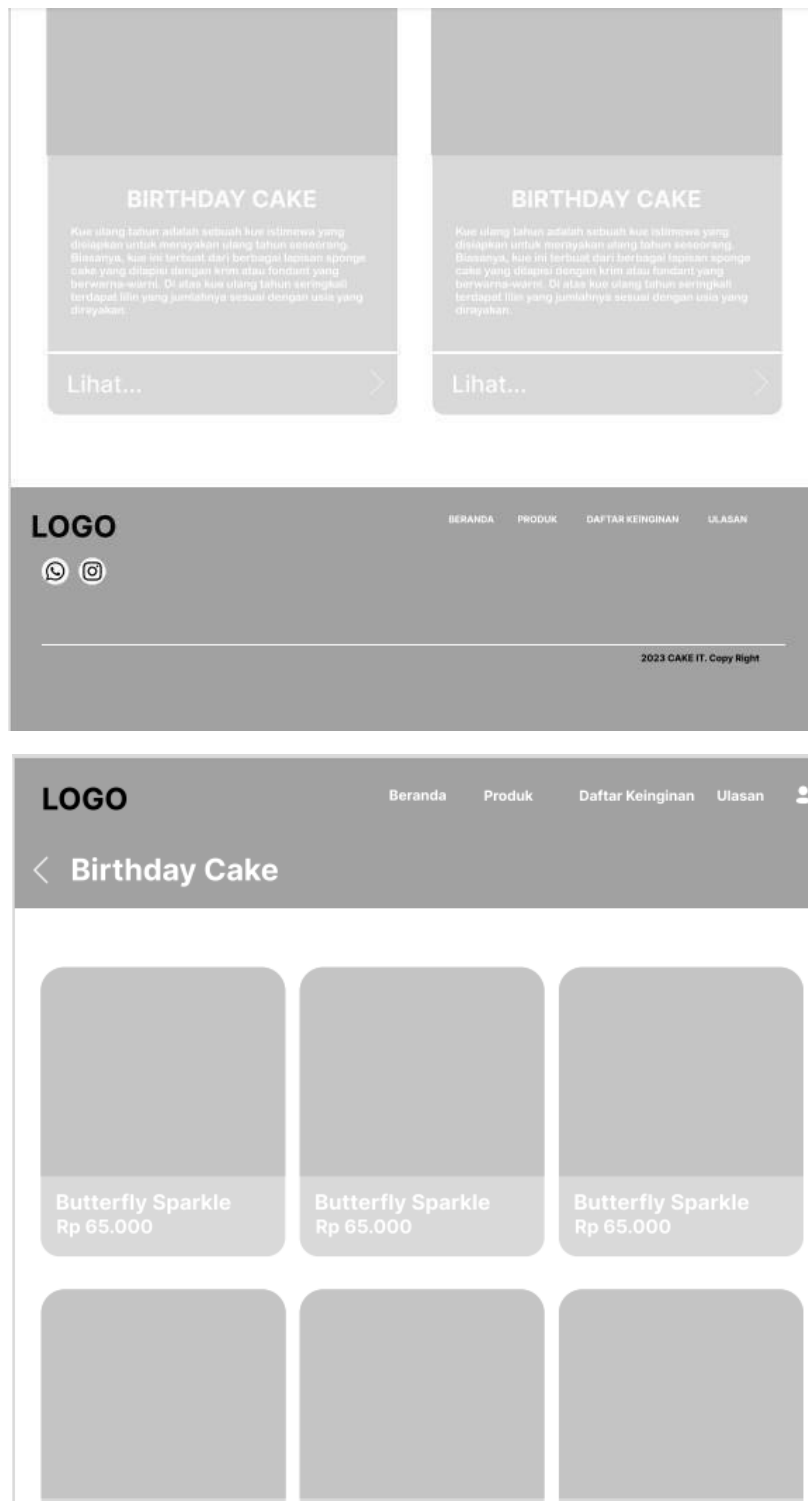 BIRTHDAY CAKE
Kue ulang tahun adalah sebuah kue istimewa yang
disiapkan untuk merayakan ulang tahun seseorang.
Biasanya, kue ini terbuat dari berbagai lapisan sponge
cake yang dilapisi dengan krim atau fondant yang
berwarna-warni. Di atas kue ulang tahun seringkali
terdapat lilin yang jumlahnya sesuai dengan usia yang
dirayakan.
Lihat...
BIRTHDAY CAKE
Kue ulang tahun adalah sebuah kue istimewa yang
disiapkan untuk merayakan ulang tahun seseorang.
Biasanya, kue ini terbuat dari berbagai lapisan sponge
cake yang dilapisi dengan krim atau fondant yang
berwarna-warni. Di atas kue ulang tahun seringkali
terdapat lilin yang jumlahnya sesuai dengan usia yang
dirayakan.
Lihat...
LOGO
BERANDA PRODUK DAFTAR KEINGINAN ULASAN
2023 CAKE IT. Copy Right
LOGO
Beranda Produk Daftar Keinginan Ulasan
Birthday Cake
Butterfly Sparkle
Rp 65.000
Butterfly Sparkle
Rp 65.000
Butterfly Sparkle
Rp 65.000